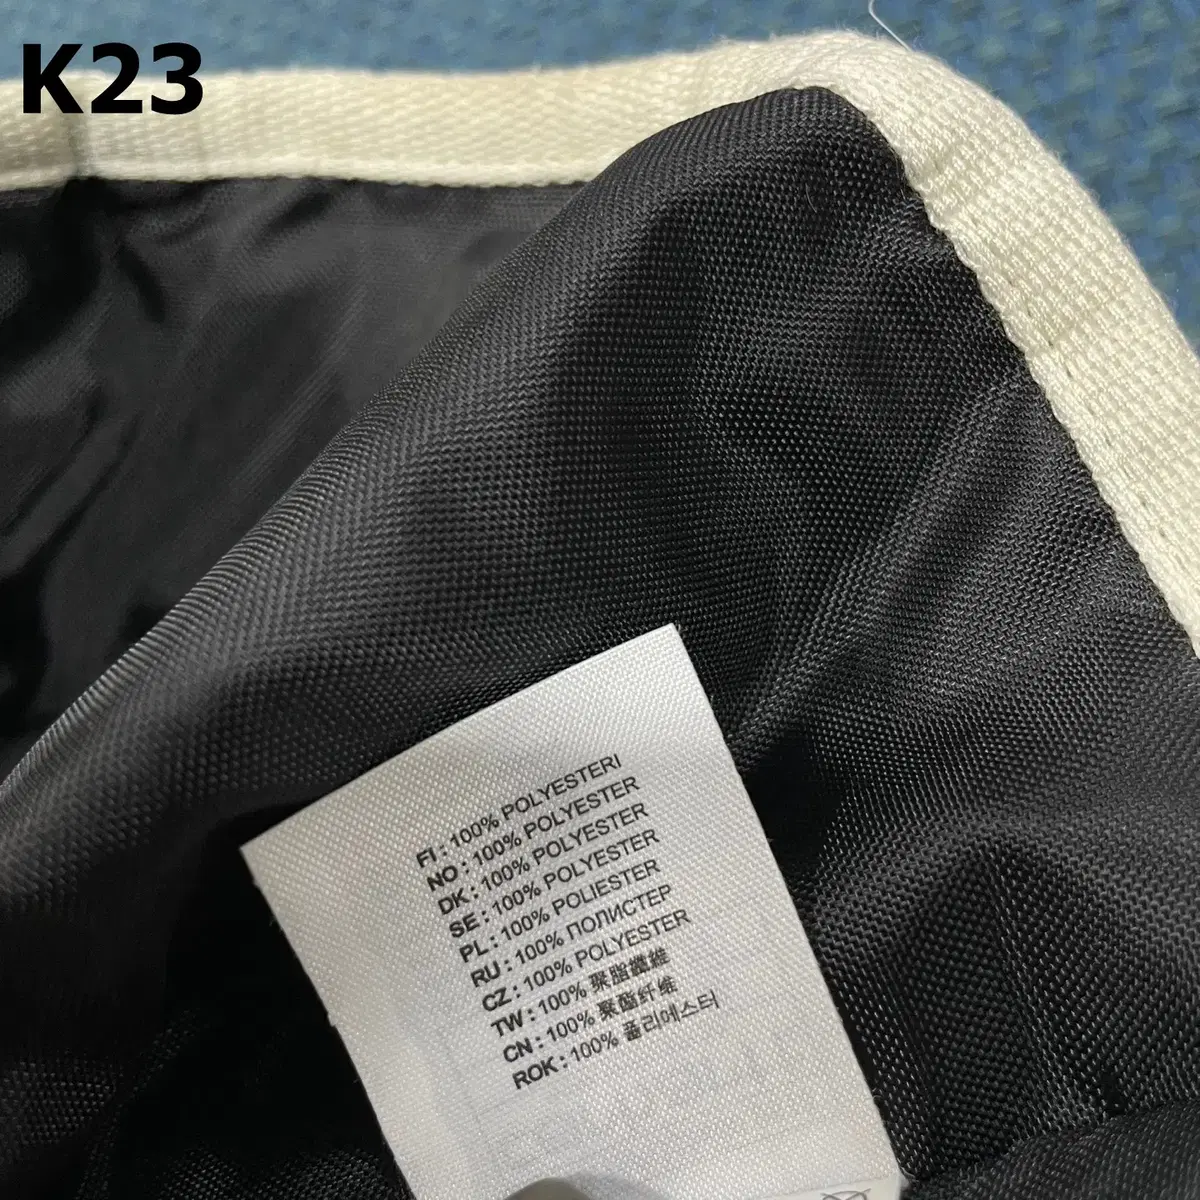 K23
FI : 100% POLYESTERI
NO : 100% POLYESTER
DK : 100% POLYESTER
SE : 100% POLYESTER
PL : 100% POLIESTER
RU : 100% ПОЛИСТЕР
CZ : 100% POLYESTER
TW : 100% 聚脂纖維
CN : 100% 聚酯纤维
ROK : 100% 폴리에스터